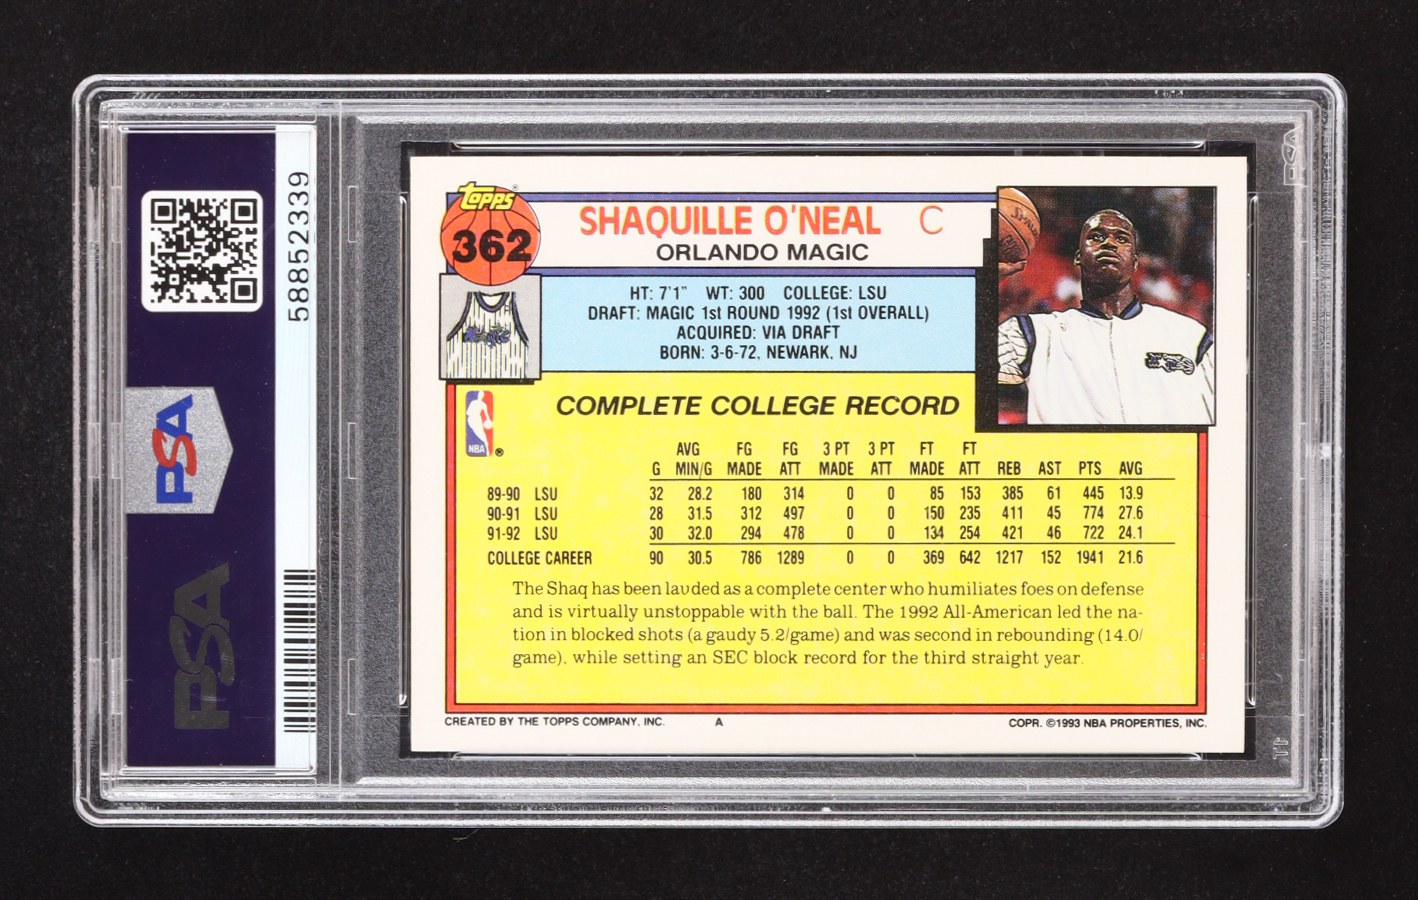 58852339
PSA
PSA
PSA
Topps
362
SHAQUILLE O'NEAL C
ORLANDO MAGIC
SPALDING
Magic
HT: 7'1" WT: 300 COLLEGE: LSU
DRAFT: MAGIC 1st ROUND 1992 (1st OVERALL)
ACQUIRED: VIA DRAFT
BORN: 3-6-72, NEWARK, NJ
NBA ®
COMPLETE COLLEGE RECORD
AVG FG FG 3 PT 3 PT FT FT
G MIN/G MADE ATT MADE ATT MADE ATT REB AST PTS AVG
89-90 LSU 32 28.2 180 314 0 0 85 153 385 61 445 13.9
90-91 LSU 28 31.5 312 497 0 0 150 235 411 45 774 27.6
91-92 LSU 30 32.0 294 478 0 0 134 254 421 46 722 24.1
COLLEGE CAREER 90 30.5 786 1289 0 0 369 642 1217 152 1941 21.6
The Shaq has been lauded as a complete center who humiliates foes on defense
and is virtually unstoppable with the ball. The 1992 All-American led the na-
tion in blocked shots (a gaudy 5.2/game) and was second in rebounding (14.0/
game), while setting an SEC block record for the third straight year.
CREATED BY THE TOPPS COMPANY, INC. A COPR. ©1993 NBA PROPERTIES, INC.